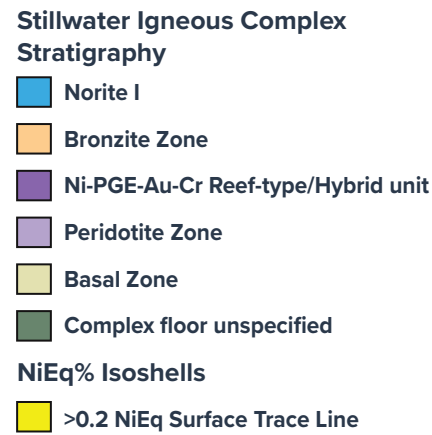 Stillwater Igneous Complex
Stratigraphy
Norite I
Bronzite Zone
Ni-PGE-Au-Cr Reef-type/Hybrid unit
Peridotite Zone
Basal Zone
Complex floor unspecified
NiEq% Isoshells
>0.2 NiEq Surface Trace Line